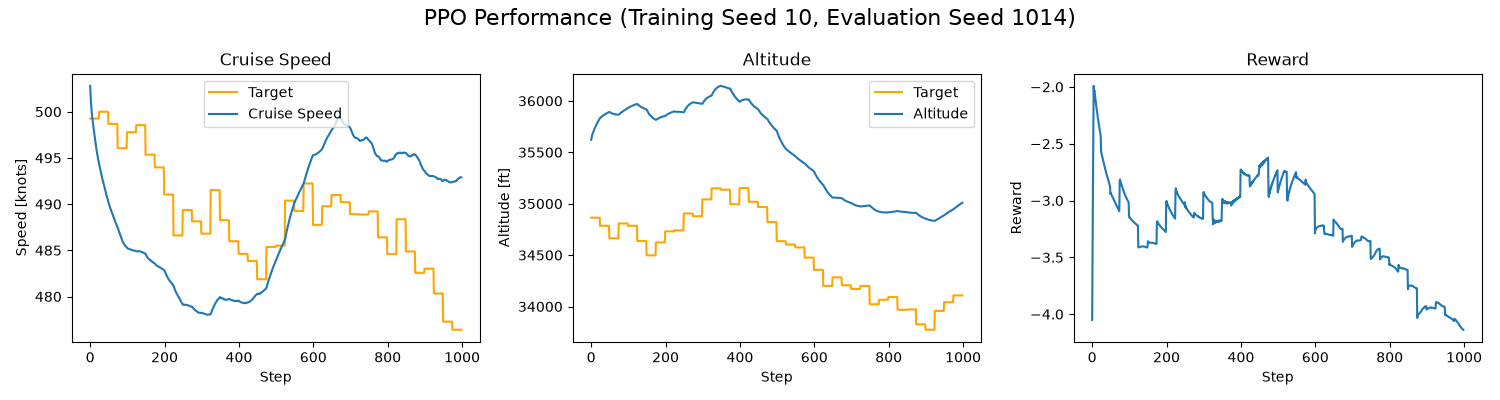 PPO Performance (Training Seed 10, Evaluation Seed 1014)
Cruise Speed
Speed [knots]
500
495
490
485
480
Target
Cruise Speed
0
200
400
600
800
1000
Step
Altitude
Altitude [ft]
36000
35500
35000
34500
34000
Target
Altitude
0
200
400
600
800
1000
Step
Reward
Reward
−2.0
−2.5
−3.0
−3.5
−4.0
0
200
400
600
800
1000
Step